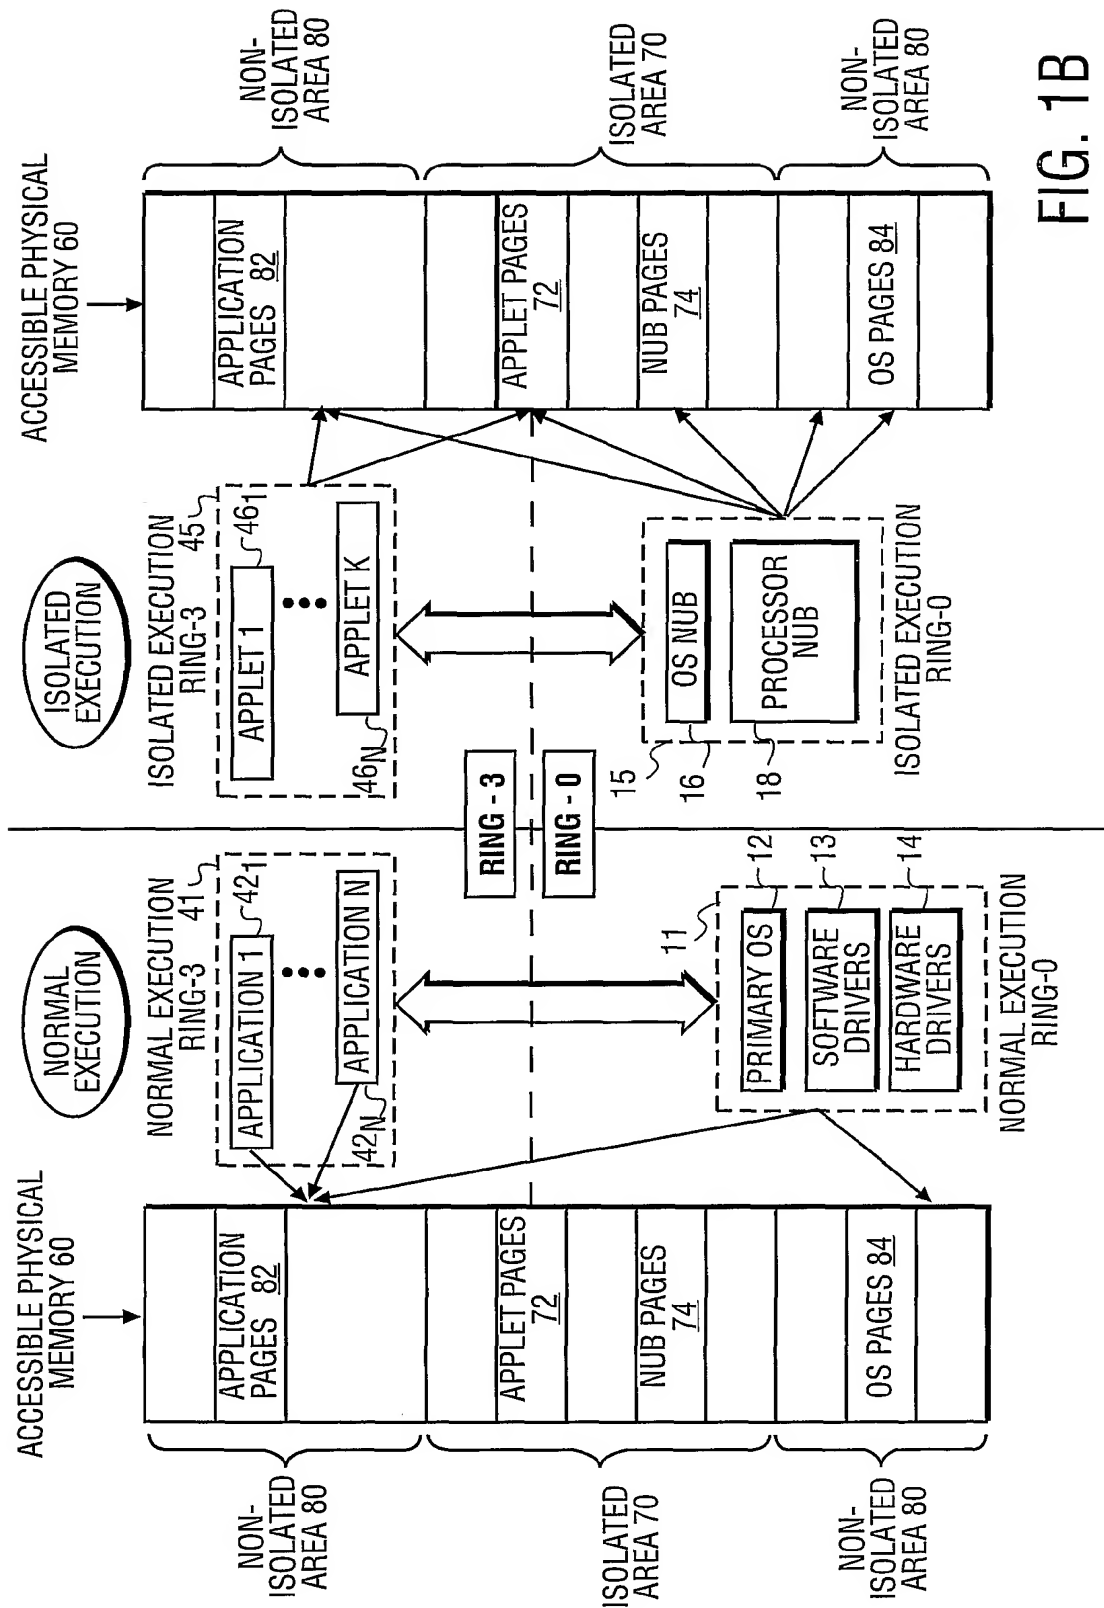 ACCESSIBLE PHYSICAL
MEMORY 60
NORMAL
EXECUTION
ISOLATED
EXECUTION
ACCESSIBLE PHYSICAL
MEMORY 60
NON-
ISOLATED
AREA 80
APPLICATION
PAGES 82
NORMAL EXECUTION
RING-3
41
APPLICATION 1
42₁
APPLICATION N
42N
ISOLATED EXECUTION
RING-3
45
APPLET 1
46₁
APPLET K
46N
APPLICATION
PAGES 82
NON-
ISOLATED
AREA 80
ISOLATED
AREA 70
APPLET PAGES
72
NUB PAGES
74
RING - 3
RING - 0
APPLET PAGES
72
NUB PAGES
74
ISOLATED
AREA 70
NON-
ISOLATED
AREA 80
OS PAGES 84
11
PRIMARY OS
12
SOFTWARE
DRIVERS
13
HARDWARE
DRIVERS
14
NORMAL EXECUTION
RING-0
15
OS NUB
16
PROCESSOR
NUB
18
ISOLATED EXECUTION
RING-0
OS PAGES 84
NON-
ISOLATED
AREA 80
FIG. 1B